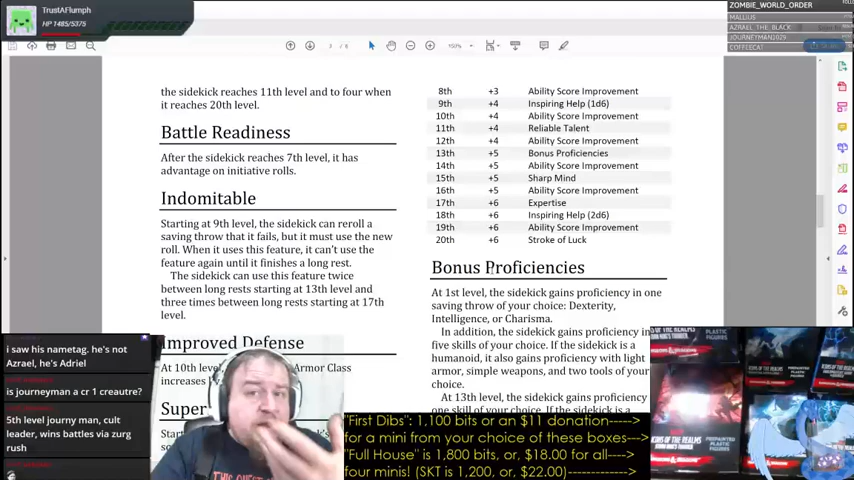 TrustAFlumph
HP 1485/5375
ZOMBIE_WORLD_ORDER
MALLIUS
AZRAEL_THE_BLACK
JOURNEYMAN1029
COFFEECAT
the sidekick reaches 11th level and to four when
it reaches 20th level.
Battle Readiness
After the sidekick reaches 7th level, it has
advantage on initiative rolls.
Indomitable
Starting at 9th level, the sidekick can reroll a
saving throw that it fails, but it must use the new
roll. When it uses this feature, it can't use the
feature again until it finishes a long rest.
The sidekick can use this feature twice
between long rests starting at 13th level and
three times between long rests starting at 17th
level.
Improved Defense
At 10th level,
Armor Class
increases by
Super
8th +3 Ability Score Improvement
9th +4 Inspiring Help (1d6)
10th +4 Ability Score Improvement
11th +4 Reliable Talent
12th +4 Ability Score Improvement
13th +5 Bonus Proficiencies
14th +5 Ability Score Improvement
15th +5 Sharp Mind
16th +5 Ability Score Improvement
17th +6 Expertise
18th +6 Inspiring Help (2d6)
19th +6 Ability Score Improvement
20th +6 Stroke of Luck
Bonus Proficiencies
At 1st level, the sidekick gains proficiency in one
saving throw of your choice: Dexterity,
Intelligence, or Charisma.
In addition, the sidekick gains proficiency in
five skills of your choice. If the sidekick is a
humanoid, it also gains proficiency with light
armor, simple weapons, and two tools of your
choice.
At 13th level, the sidekick gains proficiency
one skill of your choice. If the sidekick is a
i saw his nametag. he's not
Azrael, he's Adriel
is journeyman a cr 1 creautre?
5th level journy man, cult
leader, wins battles via zurg
rush
"First Dibs": 1,100 bits or an $11 donation----->
for a mini from your choice of these boxes--->
"Full House" is 1,800 bits, or $18.00 for all---->
four minis! (SKT is 1,200, or, $22.00)------------->